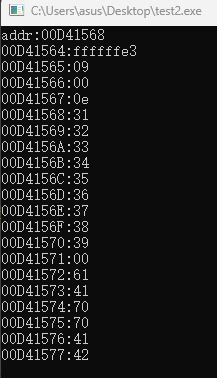 C:\Users\asus\Desktop\test2.exe
addr:00D41568
00D41564:ffffffe3
00D41565:09
00D41566:00
00D41567:0e
00D41568:31
00D41569:32
00D4156A:33
00D4156B:34
00D4156C:35
00D4156D:36
00D4156E:37
00D4156F:38
00D41570:39
00D41571:00
00D41572:61
00D41573:41
00D41574:70
00D41575:70
00D41576:41
00D41577:42